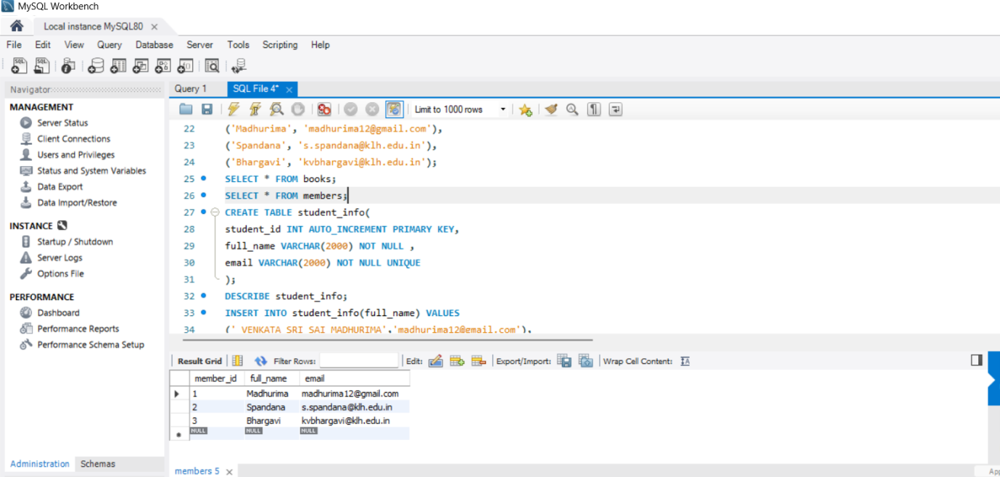 MySQL Workbench
Local instance MySQL80
File Edit View Query Database Server Tools Scripting Help
Navigator
Query 1
SQL File 4*
MANAGEMENT
Server Status
Client Connections
Users and Privileges
Status and System Variables
Data Export
Data Import/Restore
INSTANCE
Startup / Shutdown
Server Logs
Options File
PERFORMANCE
Dashboard
Performance Reports
Performance Schema Setup
Administration Schemas
Limit to 1000 rows
22 ('Madhurima', 'madhurima12@gmail.com'),
23 ('Spandana', 's.spandana@klh.edu.in'),
24 ('Bhargavi', 'kvbhargavi@klh.edu.in');
25 SELECT * FROM books;
26 SELECT * FROM members;
27 CREATE TABLE student_info(
28 student_id INT AUTO_INCREMENT PRIMARY KEY,
29 full_name VARCHAR(2000) NOT NULL ,
30 email VARCHAR(2000) NOT NULL UNIQUE
31 );
32 DESCRIBE student_info;
33 INSERT INTO student_info(full_name) VALUES
34 (' VENKATA SRI SAI MADHURIMA','madhurima12@gmail.com'),
Result Grid Filter Rows: Edit: Export/Import: Wrap Cell Content:
member_id full_name email
1 Madhurima madhurima12@gmail.com
2 Spandana s.spandana@klh.edu.in
3 Bhargavi kvbhargavi@klh.edu.in
NULL NULL NULL
members 5